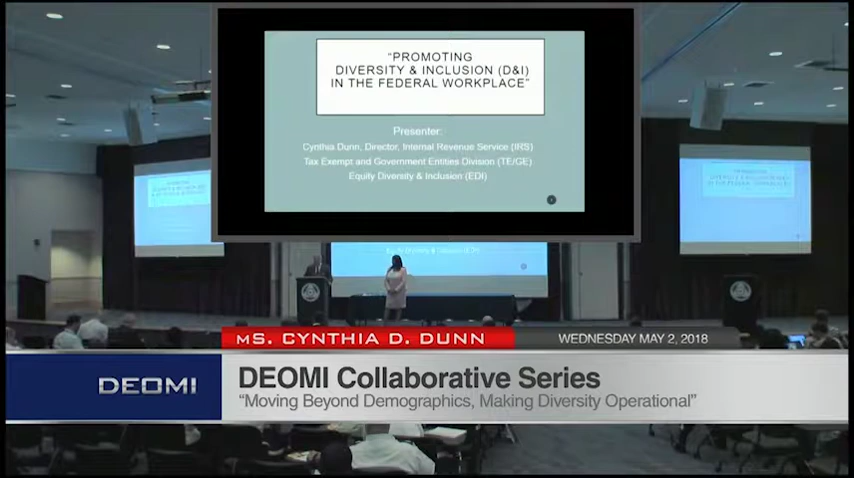 "PROMOTING
DIVERSITY & INCLUSION (D&I)
IN THE FEDERAL WORKPLACE"
Presenter:
Cynthia Dunn, Director, Internal Revenue Service (IRS)
Tax Exempt and Government Entities Division (TE/GE)
Equity Diversity & Inclusion (EDI)
MS. CYNTHIA D. DUNN
WEDNESDAY MAY 2, 2018
DEOMI
DEOMI Collaborative Series
"Moving Beyond Demographics, Making Diversity Operational"